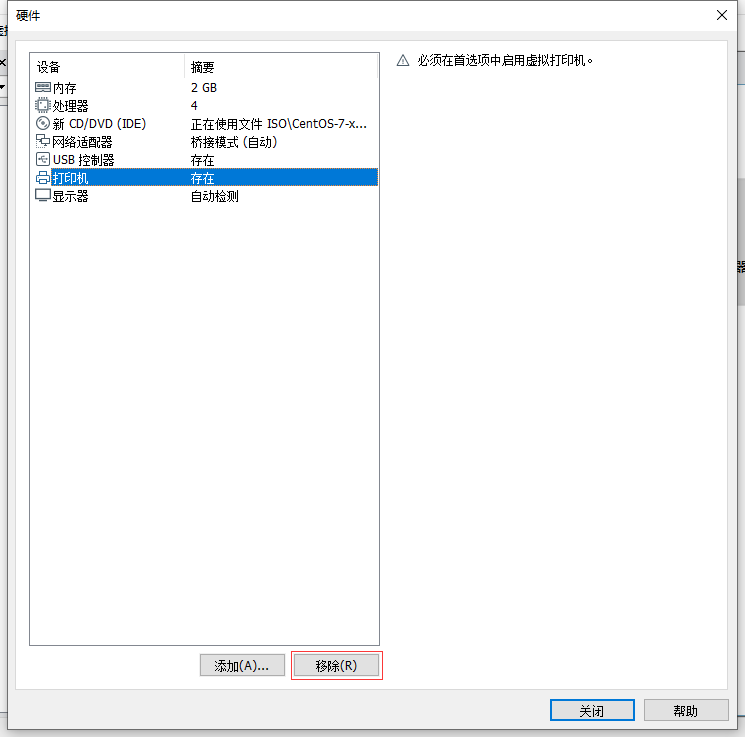 硬件
设备 摘要
内存 2 GB
处理器 4
新 CD/DVD (IDE) 正在使用文件 ISO\CentOS-7-x...
网络适配器 桥接模式 (自动)
USB 控制器 存在
打印机 存在
显示器 自动检测
必须在首选项中启用虚拟打印机。
器
添加(A)... 移除(R)
关闭 帮助